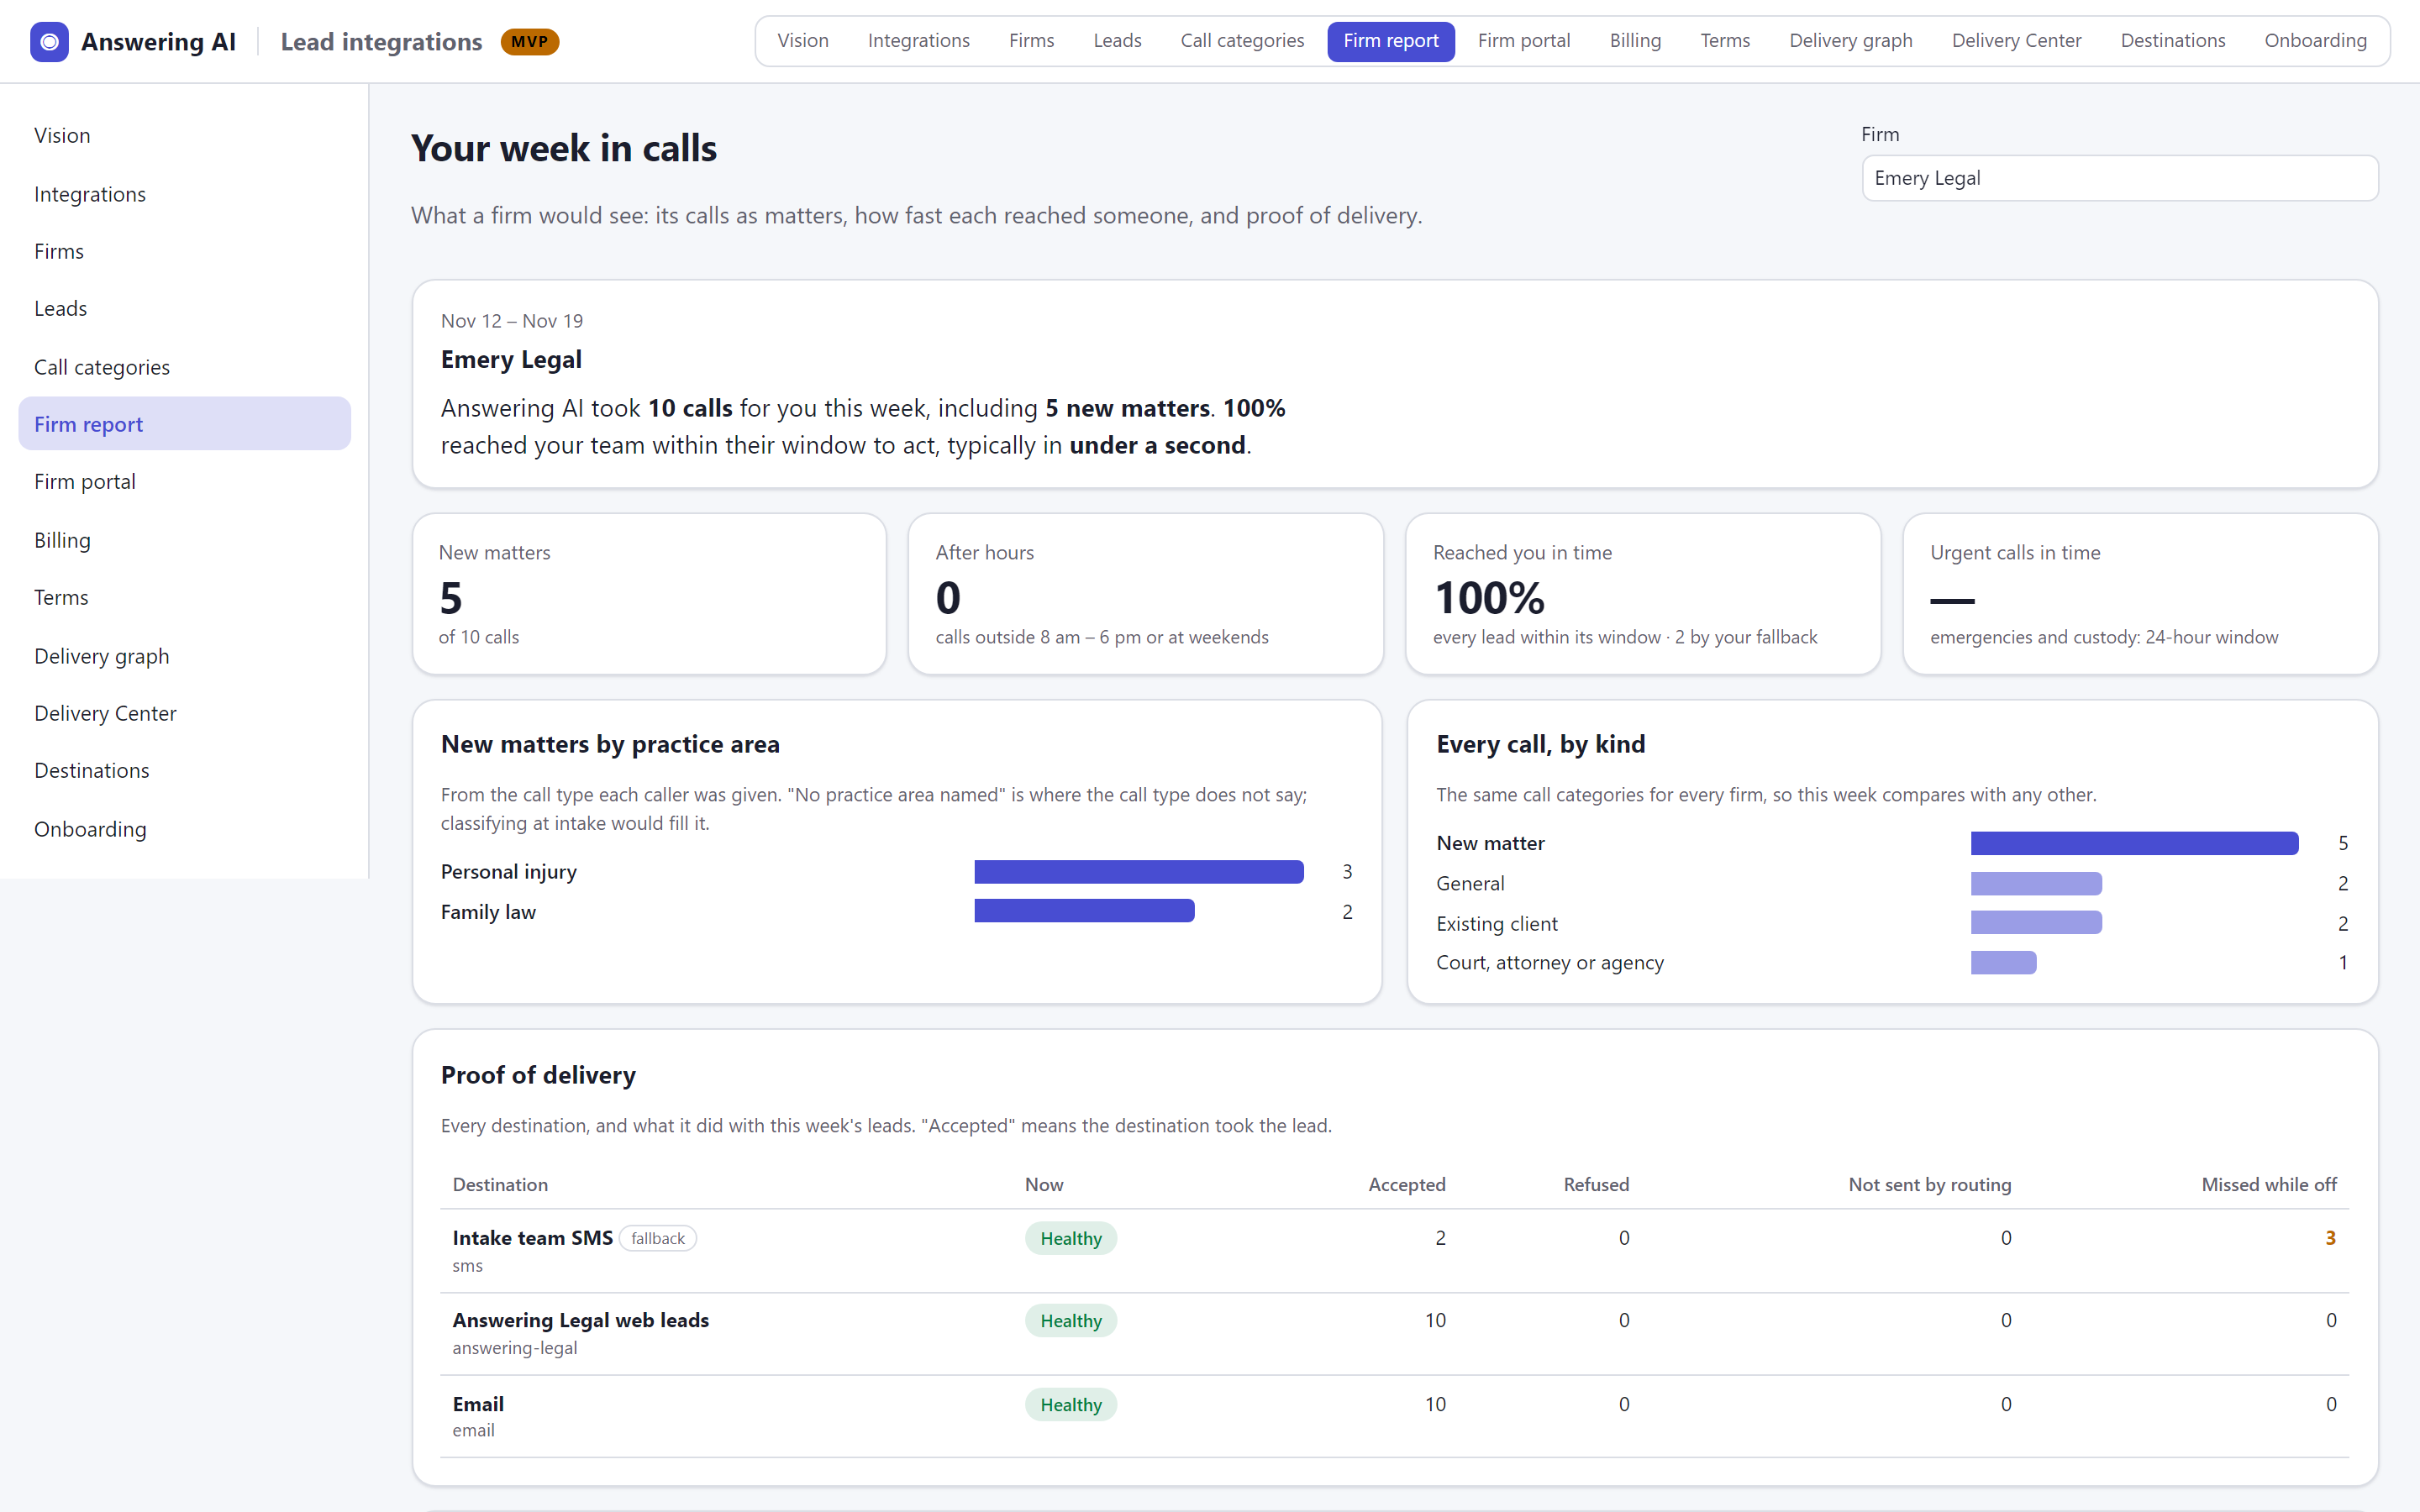 Answering AI
Lead integrations
MVP
Vision
Integrations
Firms
Leads
Call categories
Firm report
Firm portal
Billing
Terms
Delivery graph
Delivery Center
Destinations
Onboarding
Vision
Integrations
Firms
Leads
Call categories
Firm report
Firm portal
Billing
Terms
Delivery graph
Delivery Center
Destinations
Onboarding
Your week in calls
What a firm would see: its calls as matters, how fast each reached someone, and proof of delivery.
Firm
Emery Legal
Nov 12 – Nov 19
Emery Legal
Answering AI took 10 calls for you this week, including 5 new matters. 100%
reached your team within their window to act, typically in under a second.
New matters
5
of 10 calls
After hours
0
calls outside 8 am – 6 pm or at weekends
Reached you in time
100%
every lead within its window · 2 by your fallback
Urgent calls in time
—
emergencies and custody: 24-hour window
New matters by practice area
From the call type each caller was given. "No practice area named" is where the call type does not say;
classifying at intake would fill it.
Personal injury 3
Family law 2
Every call, by kind
The same call categories for every firm, so this week compares with any other.
New matter 5
General 2
Existing client 2
Court, attorney or agency 1
Proof of delivery
Every destination, and what it did with this week's leads. "Accepted" means the destination took the lead.
Destination Now Accepted Refused Not sent by routing Missed while off
Intake team SMS fallback Healthy 2 0 0 3
sms
Answering Legal web leads Healthy 10 0 0 0
answering-legal
Email Healthy 10 0 0 0
email